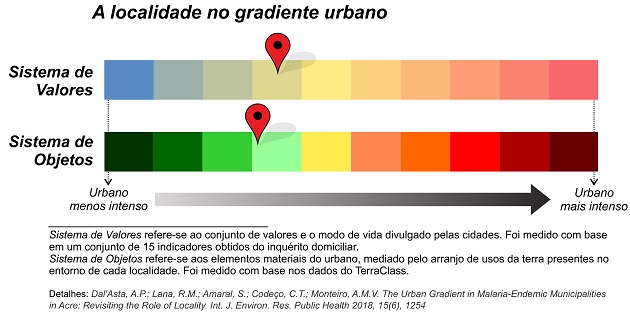 A localidade no gradiente urbano
Sistema de
Valores
Sistema de
Objetos
Urbano
menos intenso
Urbano
mais intenso
Sistema de Valores refere-se ao conjunto de valores e o modo de vida divulgado pelas cidades. Foi medido com base
em um conjunto de 15 indicadores obtidos do inquérito domiciliar.
Sistema de Objetos refere-se aos elementos materiais do urbano, mediado pelo arranjo de usos da terra presentes no
entorno de cada localidade. Foi medido com base nos dados do TerraClass.
Detalhes: Dal'Asta, A.P.; Lana, R.M.; Amaral, S.; Codeço, C.T.; Monteiro, A.M.V. The Urban Gradient in Malaria-Endemic Municipalities
in Acre: Revisiting the Role of Locality. Int. J. Environ. Res. Public Health 2018, 15(6), 1254